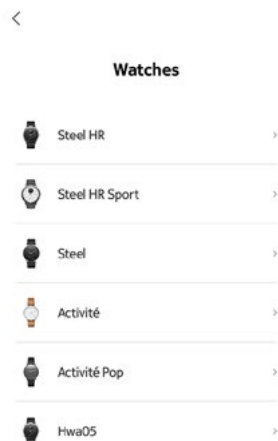 Watches
Steel HR
Steel HR Sport
Steel
Activité
Activité Pop
Hwa05